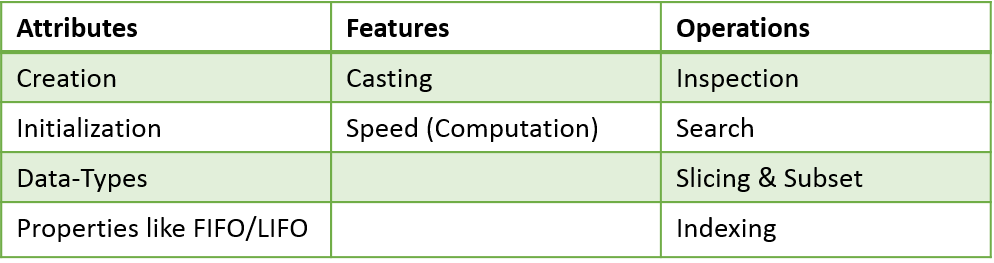 Attributes Features Operations
Creation Casting Inspection
Initialization Speed (Computation) Search
Data-Types Slicing & Subset
Properties like FIFO/LIFO Indexing